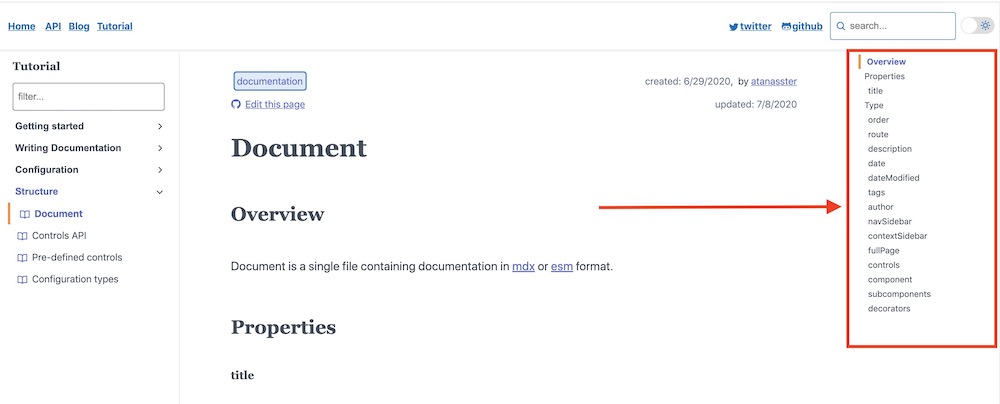 Home API Blog Tutorial
twitter github search...
Tutorial
filter...
Getting started
Writing Documentation
Configuration
Structure
Document
Controls API
Pre-defined controls
Configuration types
documentation
created: 6/29/2020, by atanasster
Edit this page
updated: 7/8/2020
Document
Overview
Document is a single file containing documentation in mdx or esm format.
Properties
title
Overview
Properties
title
Type
order
route
description
date
dateModified
tags
author
navSidebar
contextSidebar
fullPage
controls
component
subcomponents
decorators